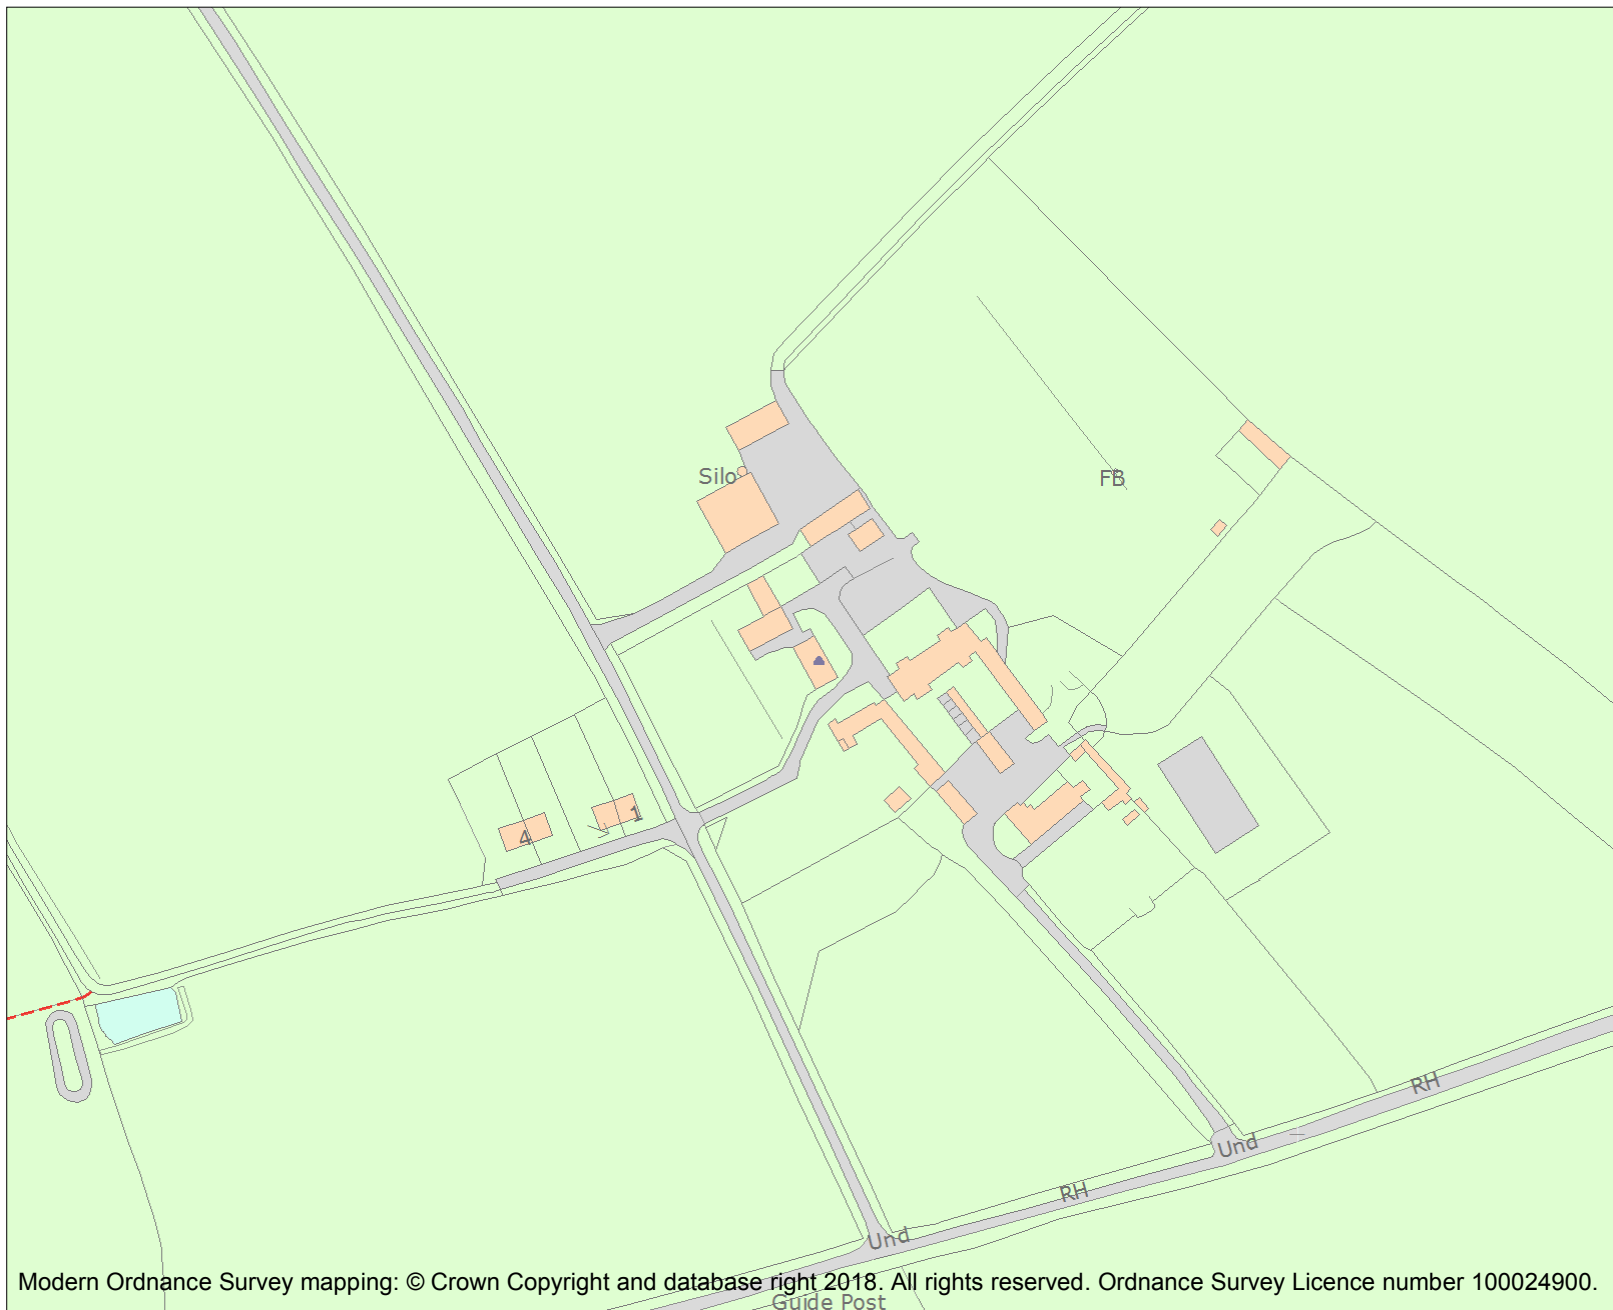 Silo
FB
1
4
RH
Und
RH
Und
Modern Ordnance Survey mapping: © Crown Copyright and database right 2018. All rights reserved. Ordnance Survey Licence number 100024900.
Guide Post